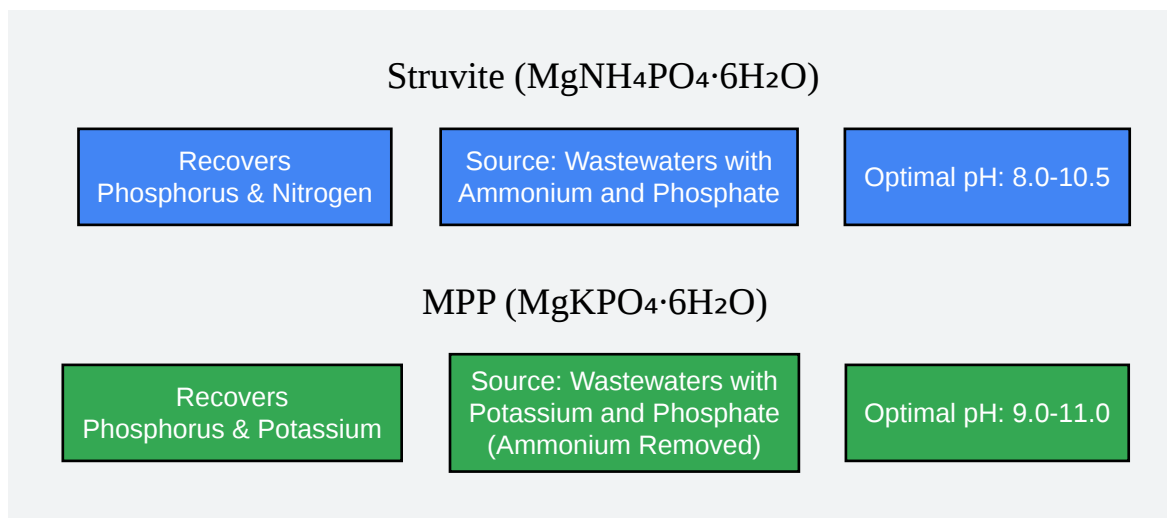 Struvite (MgNH₄PO₄·6H₂O)
Recovers
Phosphorus & Nitrogen
Source: Wastewaters with
Ammonium and Phosphate
Optimal pH: 8.0-10.5
MPP (MgKPO₄·6H₂O)
Recovers
Phosphorus & Potassium
Source: Wastewaters with
Potassium and Phosphate
(Ammonium Removed)
Optimal pH: 9.0-11.0